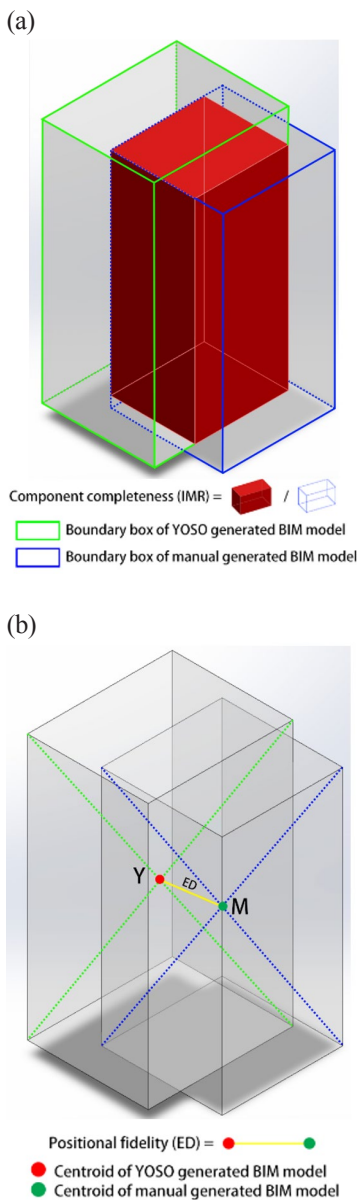 (a)
Component completeness (IMR) = /
Boundary box of YOSO generated BIM model
Boundary box of manual generated BIM model
(b)
Y ED M
Positional fidelity (ED) =
Centroid of YOSO generated BIM model
Centroid of manual generated BIM model